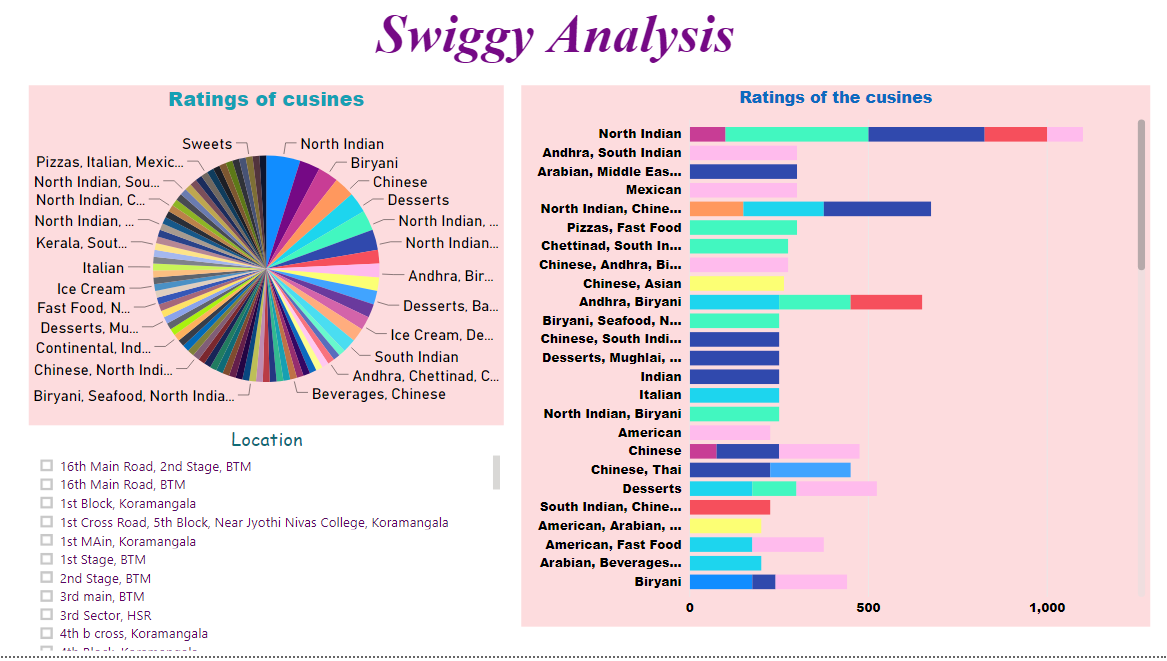 Swiggy Analysis
Ratings of cusines
Sweets
North Indian
Pizzas, Italian, Mexic...
Biryani
North Indian, Sou...
Chinese
North Indian, C...
Desserts
North Indian, ...
North Indian, ...
Kerala, Sout...
North Indian...
Italian
Andhra, Bir...
Ice Cream
Desserts, Ba...
Fast Food, N...
Desserts, Mu...
Ice Cream, De...
Continental, Ind...
South Indian
Chinese, North Indi...
Andhra, Chettinad, C...
Biryani, Seafood, North India...
Beverages, Chinese
Location
16th Main Road, 2nd Stage, BTM
16th Main Road, BTM
1st Block, Koramangala
1st Cross Road, 5th Block, Near Jyothi Nivas College, Koramangala
1st MAin, Koramangala
1st Stage, BTM
2nd Stage, BTM
3rd main, BTM
3rd Sector, HSR
4th b cross, Koramangala
4th Block, Koramangala
Ratings of the cusines
North Indian
Andhra, South Indian
Arabian, Middle Eas...
Mexican
North Indian, Chine...
Pizzas, Fast Food
Chettinad, South In...
Chinese, Andhra, Bi...
Chinese, Asian
Andhra, Biryani
Biryani, Seafood, N...
Chinese, South Indi...
Desserts, Mughlai, ...
Indian
Italian
North Indian, Biryani
American
Chinese
Chinese, Thai
Desserts
South Indian, Chine...
American, Arabian, ...
American, Fast Food
Arabian, Beverages...
Biryani
0 500 1,000